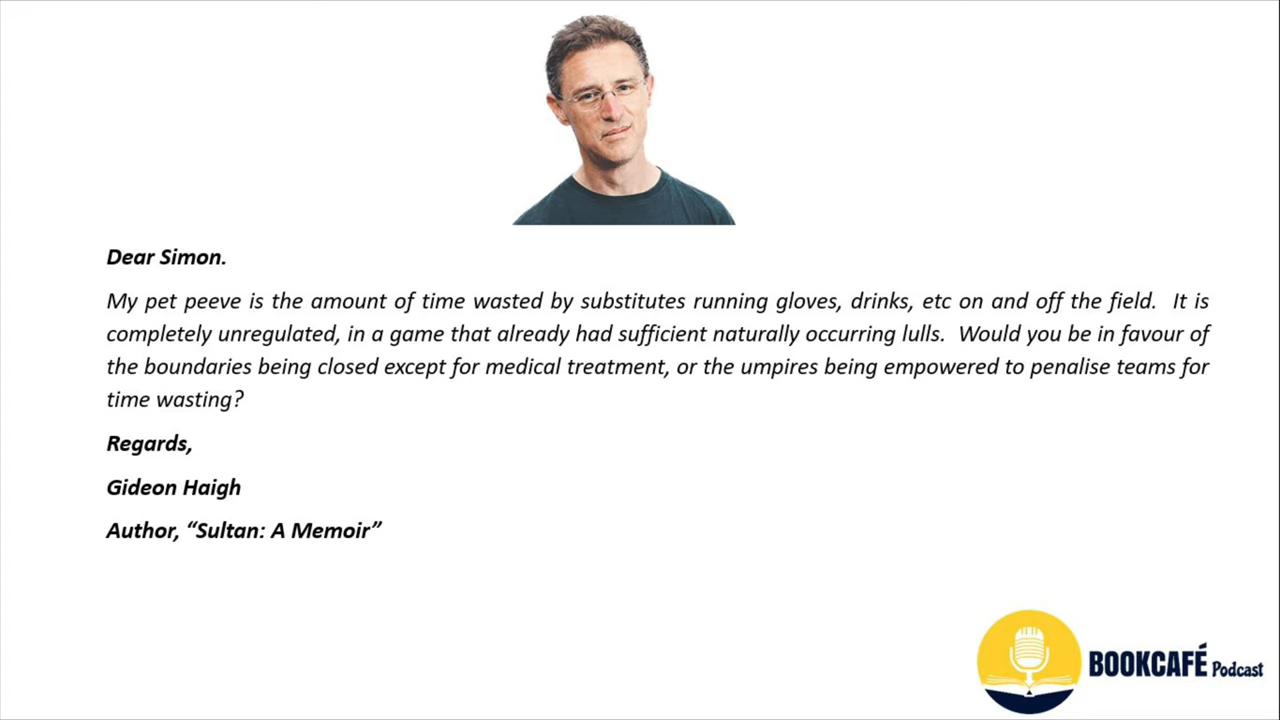 Dear Simon.
My pet peeve is the amount of time wasted by substitutes running gloves, drinks, etc on and off the field.  It is
completely unregulated, in a game that already had sufficient naturally occurring lulls.  Would you be in favour of
the boundaries being closed except for medical treatment, or the umpires being empowered to penalise teams for
time wasting?
Regards,
Gideon Haigh
Author, “Sultan: A Memoir”
BOOKCAFÉ Podcast